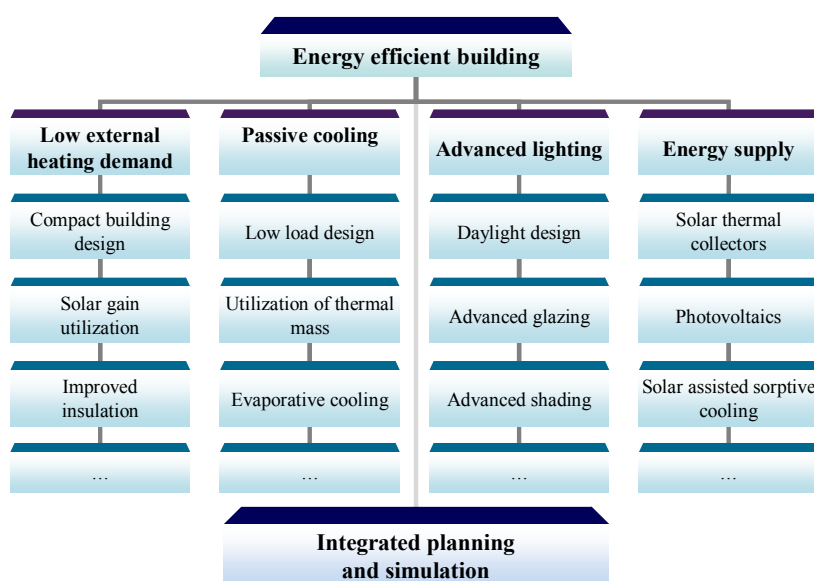 Energy efficient building
Low external
heating demand
Compact building
design
Solar gain
utilization
Improved
insulation
…
Passive cooling
Low load design
Utilization of thermal
mass
Evaporative cooling
…
Advanced lighting
Daylight design
Advanced glazing
Advanced shading
…
Energy supply
Solar thermal
collectors
Photovoltaics
Solar assisted sorptive
cooling
…
Integrated planning
and simulation